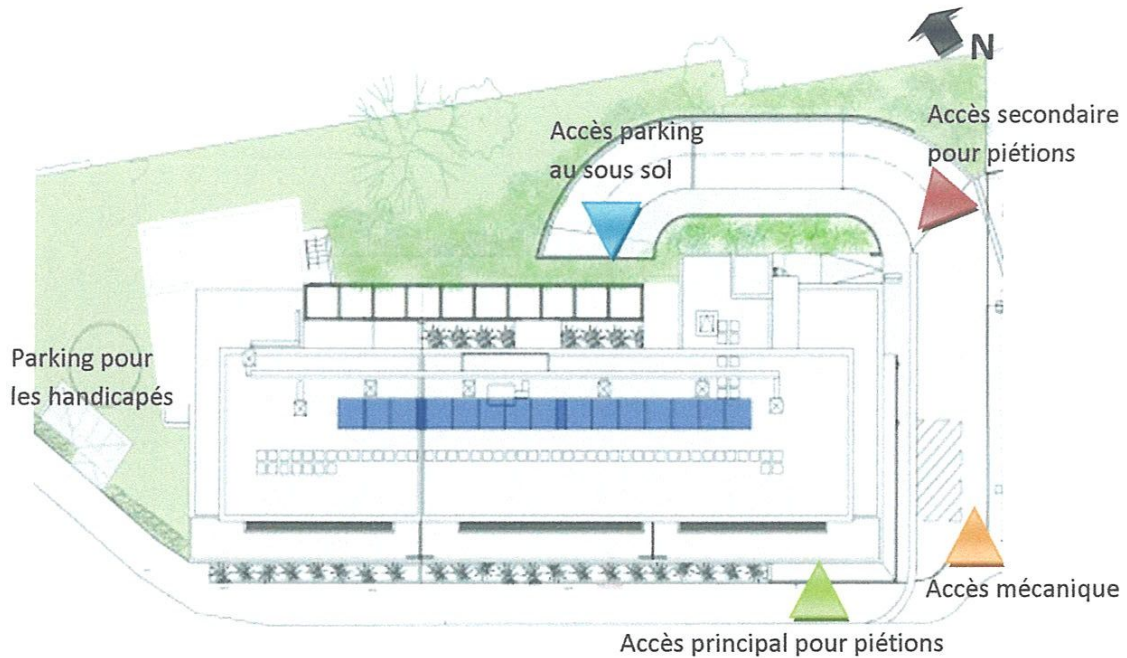 N
Accès secondaire
pour piétions
Accès parking
au sous sol
Parking pour
les handicapés
Accès mécanique
Accès principal pour piétions